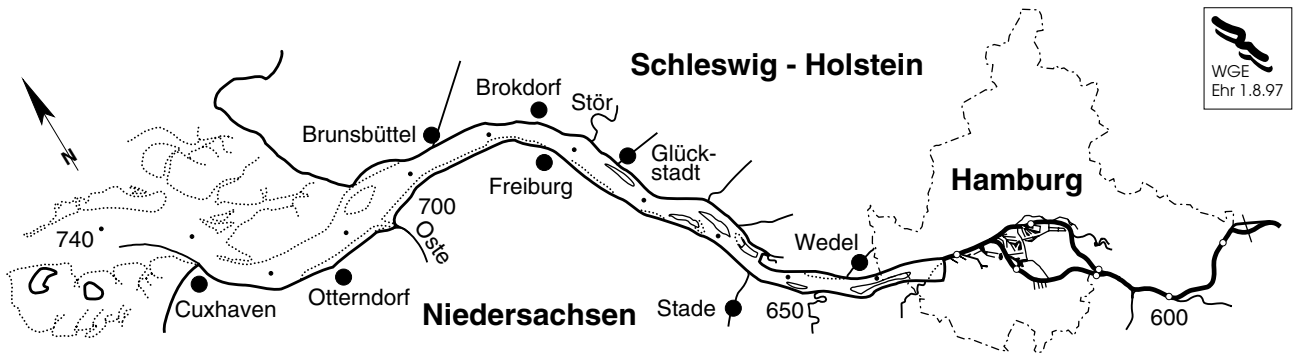 Schleswig - Holstein
WGE
Ehr 1.8.97
Brokdorf
Stör
Brunsbüttel
Glück-
stadt
N
Freiburg
Hamburg
700
Oste
740
Wedel
Cuxhaven
Otterndorf
Niedersachsen
Stade
650
600